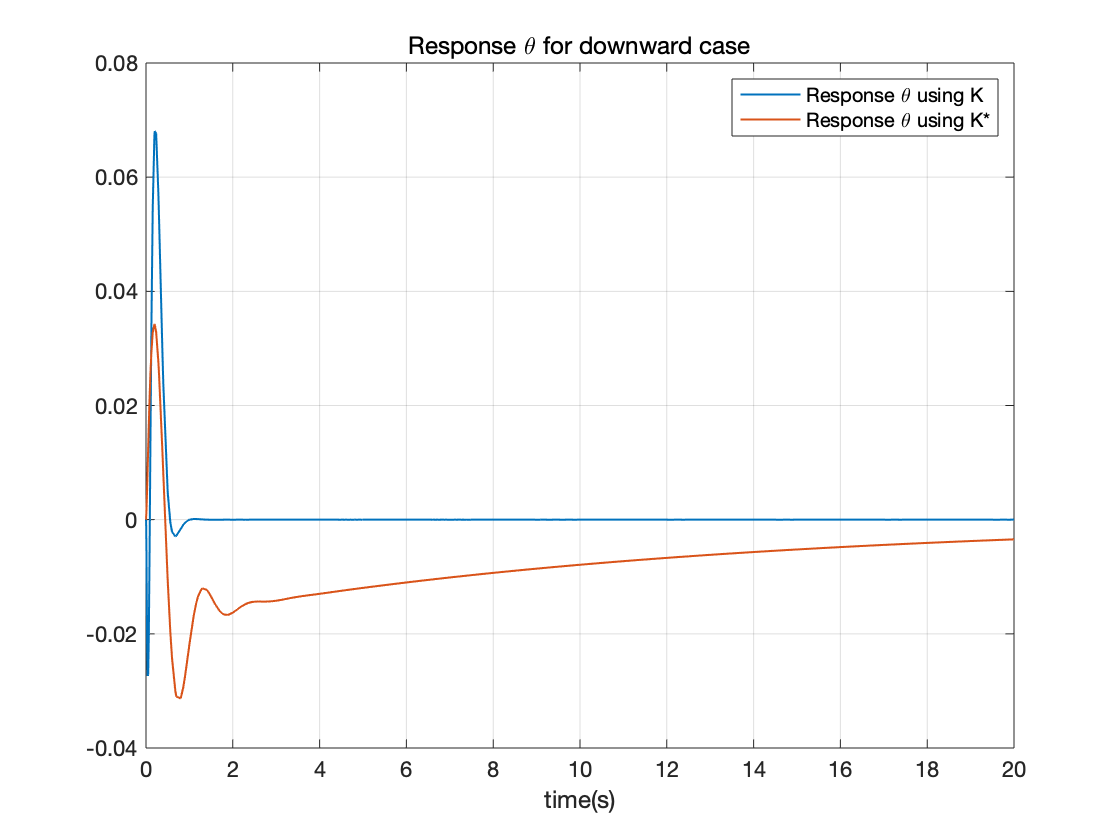 Response θ for downward case
Response θ using K
Response θ using K*
0.08
0.06
0.04
0.02
0
-0.02
-0.04
0 2 4 6 8 10 12 14 16 18 20
time(s)